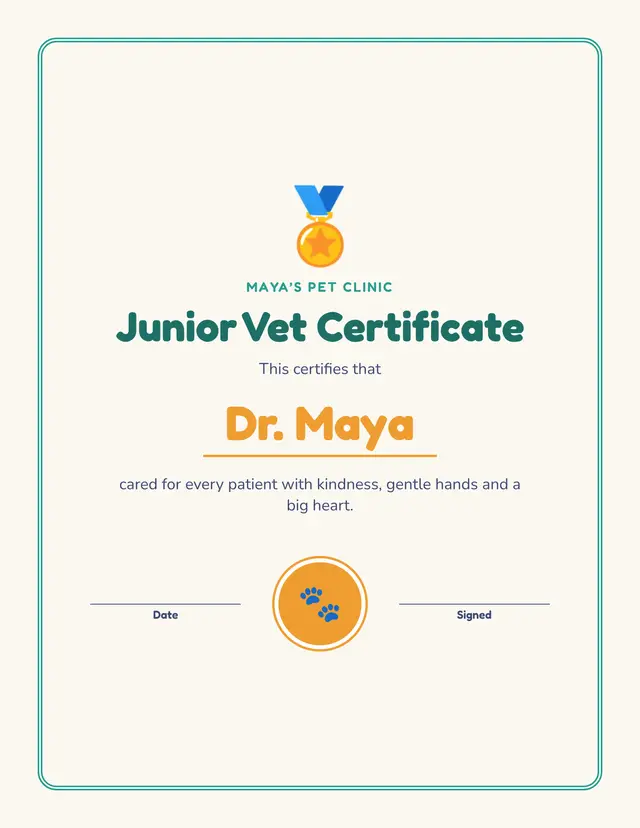 MAYA'S PET CLINIC
Junior Vet Certificate
This certifies that
Dr. Maya
cared for every patient with kindness, gentle hands and a
big heart.
Date
Signed